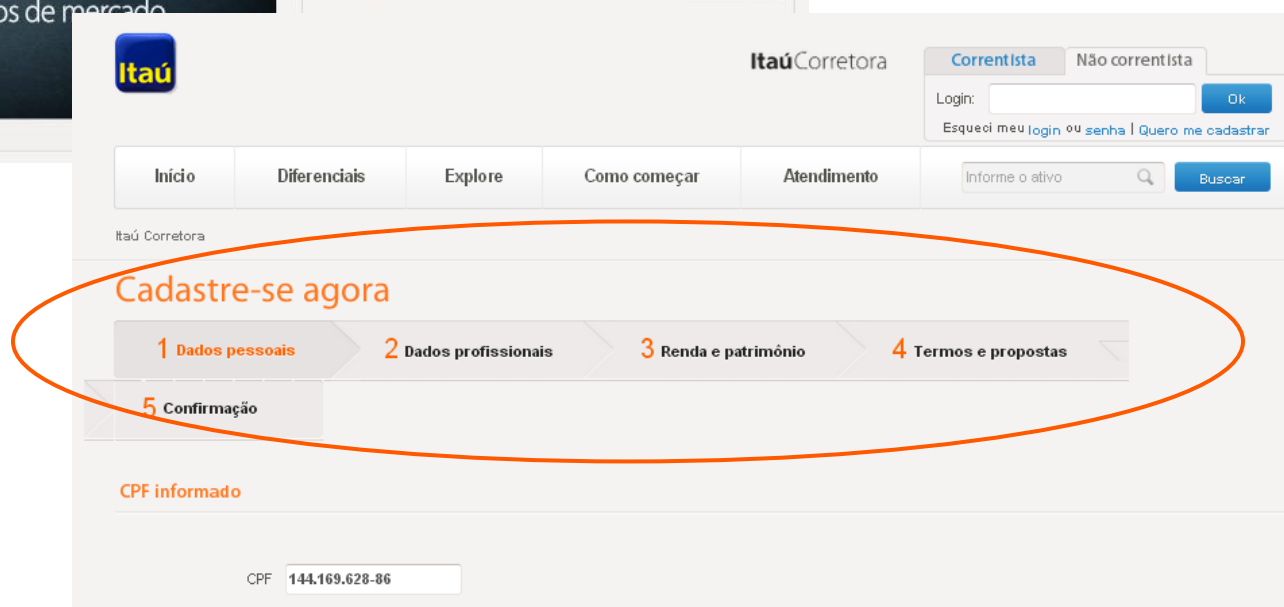 os de mercado
Itaú
ItaúCorretora
Correntista Não correntista
Login: Ok
Esqueci meu login ou senha | Quero me cadastrar
Início Diferenciais Explore Como começar Atendimento Informe o ativo Buscar
Itaú Corretora
Cadastre-se agora
1 Dados pessoais 2 Dados profissionais 3 Renda e patrimônio 4 Termos e propostas
5 Confirmação
CPF informado
CPF 144.169.628-86